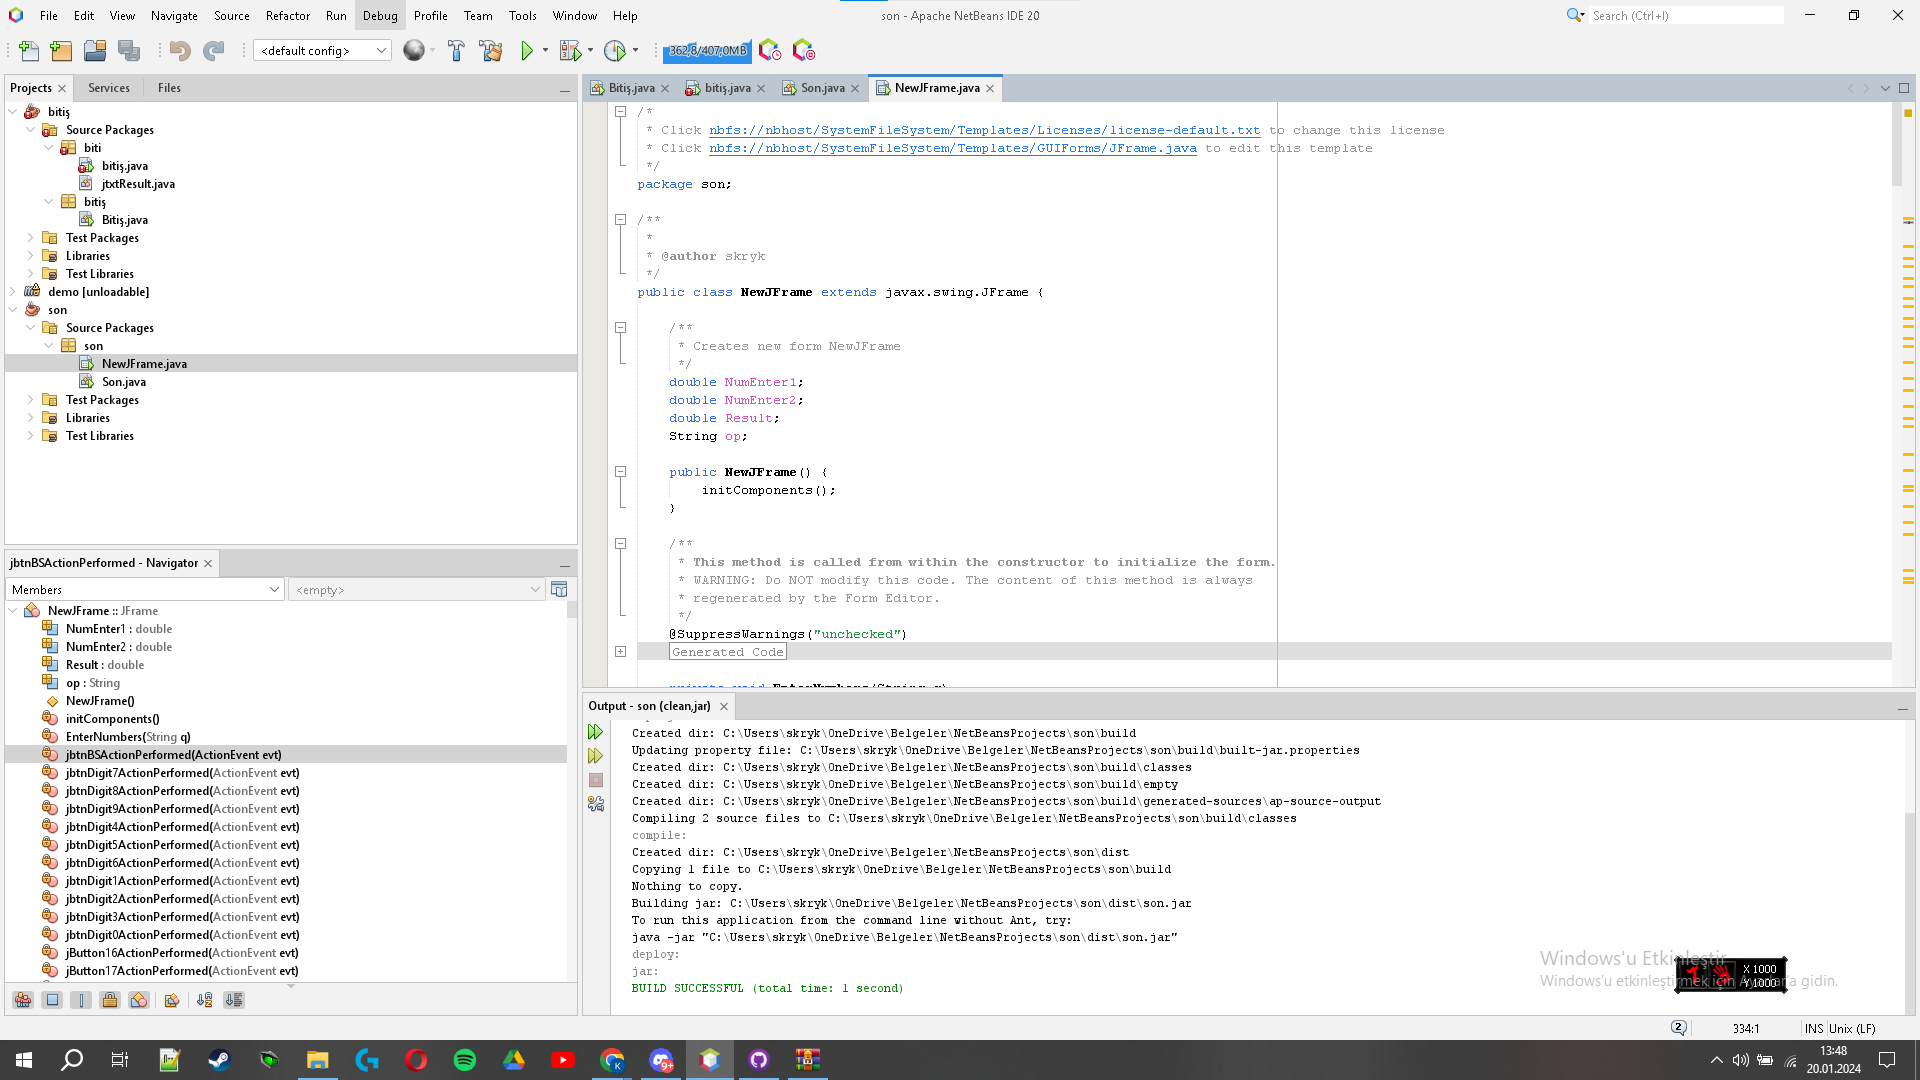 File Edit View Navigate Source Refactor Run Debug Profile Team Tools Window Help
son - Apache NetBeans IDE 20
Search (Ctrl+I)
<default config>
362,8/407,0MB
Projects Services Files
bitiş
Source Packages
biti
bitiş.java
jtxtResult.java
bitiş
Bitiş.java
Test Packages
Libraries
Test Libraries
demo [unloadable]
son
Source Packages
son
NewJFrame.java
Son.java
Test Packages
Libraries
Test Libraries
jbtnBSActionPerformed - Navigator
Members
<empty>
NewJFrame :: JFrame
NumEnter1 : double
NumEnter2 : double
Result : double
op : String
NewJFrame()
initComponents()
EnterNumbers(String q)
jbtnBSActionPerformed(ActionEvent evt)
jbtnDigit7ActionPerformed(ActionEvent evt)
jbtnDigit8ActionPerformed(ActionEvent evt)
jbtnDigit9ActionPerformed(ActionEvent evt)
jbtnDigit4ActionPerformed(ActionEvent evt)
jbtnDigit5ActionPerformed(ActionEvent evt)
jbtnDigit6ActionPerformed(ActionEvent evt)
jbtnDigit1ActionPerformed(ActionEvent evt)
jbtnDigit2ActionPerformed(ActionEvent evt)
jbtnDigit3ActionPerformed(ActionEvent evt)
jbtnDigit0ActionPerformed(ActionEvent evt)
jButton16ActionPerformed(ActionEvent evt)
jButton17ActionPerformed(ActionEvent evt)
Bitiş.java bitiş.java Son.java NewJFrame.java
/*
 * Click nbfs://nbhost/SystemFileSystem/Templates/Licenses/license-default.txt to change this license
 * Click nbfs://nbhost/SystemFileSystem/Templates/GUIForms/JFrame.java to edit this template
 */
package son;
/**
 *
 * @author skryk
 */
public class NewJFrame extends javax.swing.JFrame {
/**
 * Creates new form NewJFrame
 */
double NumEnter1;
double NumEnter2;
double Result;
String op;
public NewJFrame() {
initComponents();
}
/**
 * This method is called from within the constructor to initialize the form.
 * WARNING: Do NOT modify this code. The content of this method is always
 * regenerated by the Form Editor.
 */
@SuppressWarnings("unchecked")
Generated Code
Output - son (clean,jar)
Created dir: C:\Users\skryk\OneDrive\Belgeler\NetBeansProjects\son\build
Updating property file: C:\Users\skryk\OneDrive\Belgeler\NetBeansProjects\son\build\built-jar.properties
Created dir: C:\Users\skryk\OneDrive\Belgeler\NetBeansProjects\son\build\classes
Created dir: C:\Users\skryk\OneDrive\Belgeler\NetBeansProjects\son\build\empty
Created dir: C:\Users\skryk\OneDrive\Belgeler\NetBeansProjects\son\build\generated-sources\ap-source-output
Compiling 2 source files to C:\Users\skryk\OneDrive\Belgeler\NetBeansProjects\son\build\classes
compile:
Created dir: C:\Users\skryk\OneDrive\Belgeler\NetBeansProjects\son\dist
Copying 1 file to C:\Users\skryk\OneDrive\Belgeler\NetBeansProjects\son\build
Nothing to copy.
Building jar: C:\Users\skryk\OneDrive\Belgeler\NetBeansProjects\son\dist\son.jar
To run this application from the command line without Ant, try:
java -jar "C:\Users\skryk\OneDrive\Belgeler\NetBeansProjects\son\dist\son.jar"
deploy:
jar:
BUILD SUCCESSFUL (total time: 1 second)
Windows'u Etkinleştir
Windows'u etkinleştirmek için Ayarlar'a gidin.
X 1000
Y 1000
2
334:1
INS
Unix (LF)
9+
K
13:48
20.01.2024